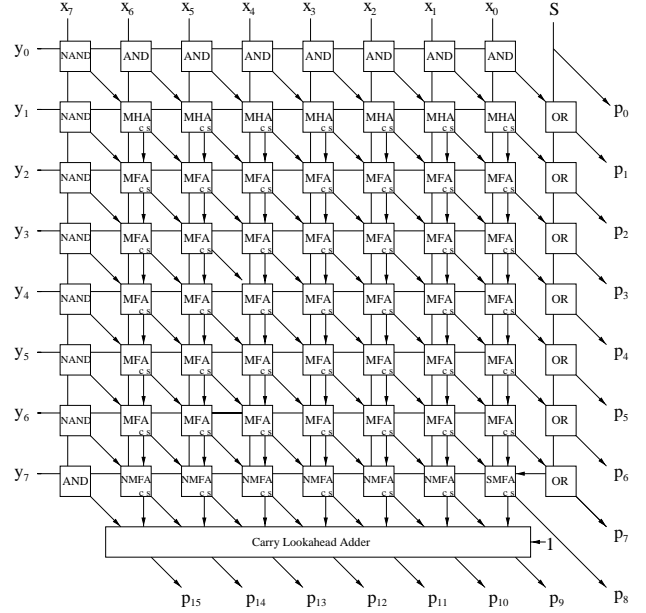 x7 x6 x5 x4 x3 x2 x1 x0 S
y0 NAND AND AND AND AND AND AND AND
p0
y1 NAND MHA MHA MHA MHA MHA MHA MHA OR
c s c s c s c s c s c s c s
p1
y2 NAND MFA MFA MFA MFA MFA MFA MFA OR
c s c s c s c s c s c s c s
p2
y3 NAND MFA MFA MFA MFA MFA MFA MFA OR
c s c s c s c s c s c s c s
p3
y4 NAND MFA MFA MFA MFA MFA MFA MFA OR
c s c s c s c s c s c s c s
p4
y5 NAND MFA MFA MFA MFA MFA MFA MFA OR
c s c s c s c s c s c s c s
p5
y6 NAND MFA MFA MFA MFA MFA MFA MFA OR
c s c s c s c s c s c s c s
p6
y7 AND NMFA NMFA NMFA NMFA NMFA NMFA SMFA OR
c s c s c s c s c s c s c s
p7
Carry Lookahead Adder 1
p15 p14 p13 p12 p11 p10 p9 p8